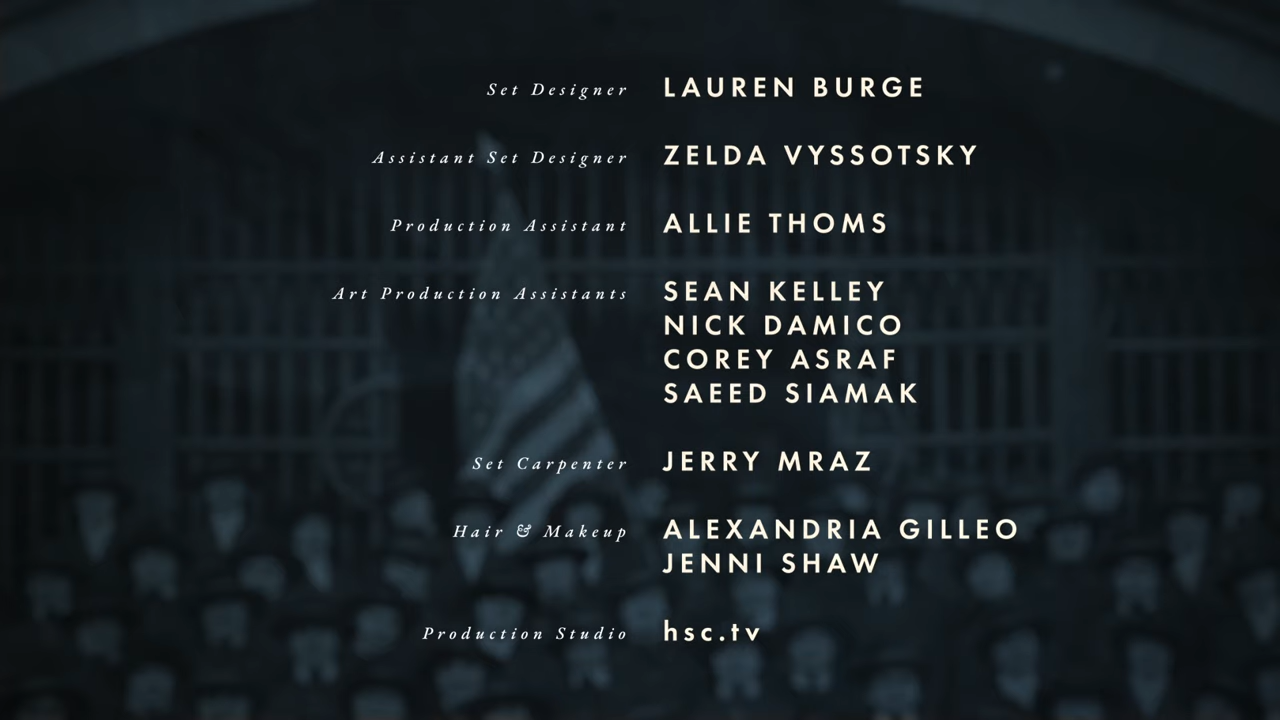 Set Designer LAUREN BURGE
Assistant Set Designer ZELDA VYSSOTSKY
Production Assistant ALLIE THOMS
Art Production Assistants SEAN KELLEY
NICK DAMICO
COREY ASRAF
SAEED SIAMAK
Set Carpenter JERRY MRAZ
Hair & Makeup ALEXANDRIA GILLEO
JENNI SHAW
Production Studio hsc.tv